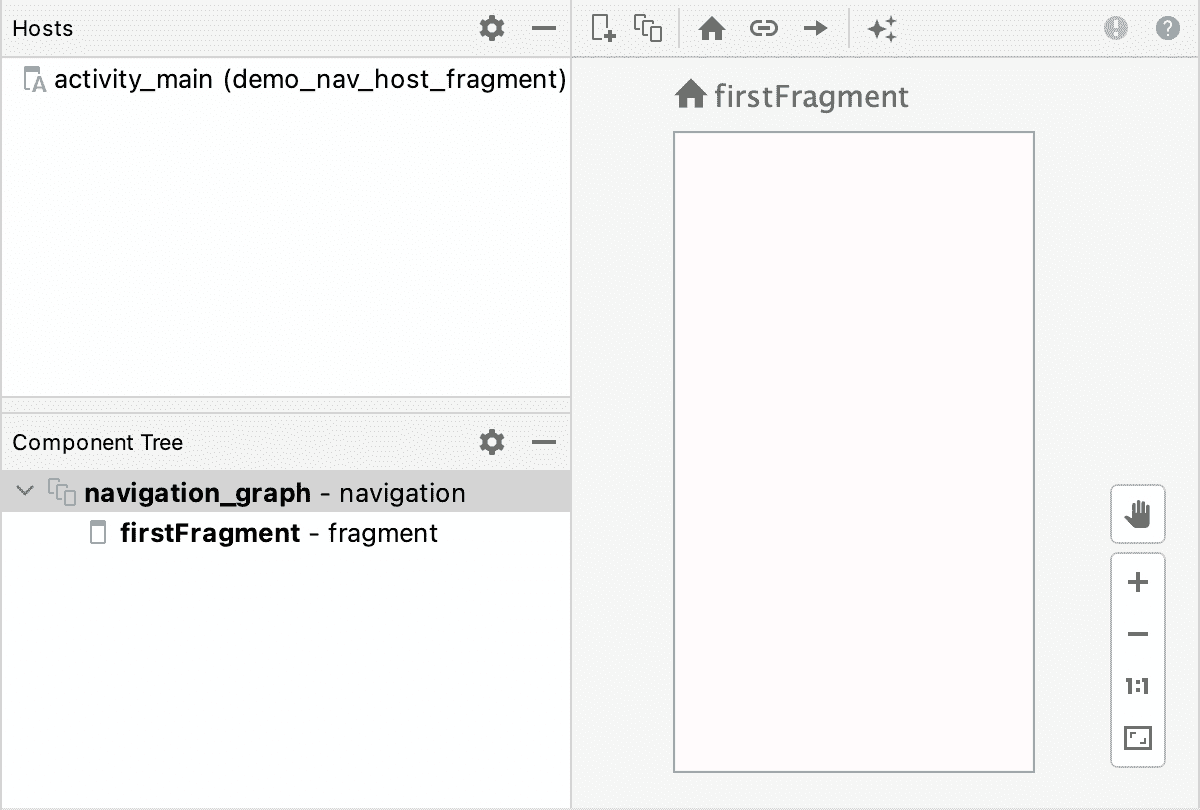 Hosts
activity_main (demo_nav_host_fragment)
firstFragment
Component Tree
navigation_graph - navigation
firstFragment - fragment
1:1